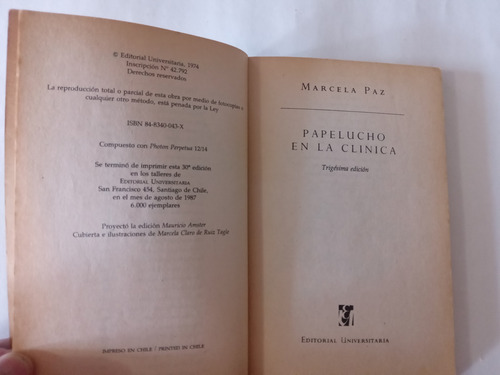 © Editorial Universitaria, 1974
Inscripción Nº 42.792
Derechos reservados
La reproducción total o parcial de esta obra por medio de fotocopias o
cualquier otro método, está penada por la Ley.
ISBN 84-8340-043-X
Compuesto con Photon Perpetua 12/14
Se terminó de imprimir esta 30ª edición
en los talleres de
EDITORIAL UNIVERSITARIA
San Francisco 454, Santiago de Chile,
en el mes de agosto de 1987
6.000 ejemplares
Proyectó la edición Mauricio Amster
Cubierta e ilustraciones de Marcela Claro de Ruiz Tagle
IMPRESO EN CHILE / PRINTED IN CHILE
MARCELA PAZ
PAPELUCHO
EN LA CLINICA
Trigésima edición
EDITORIAL UNIVERSITARIA